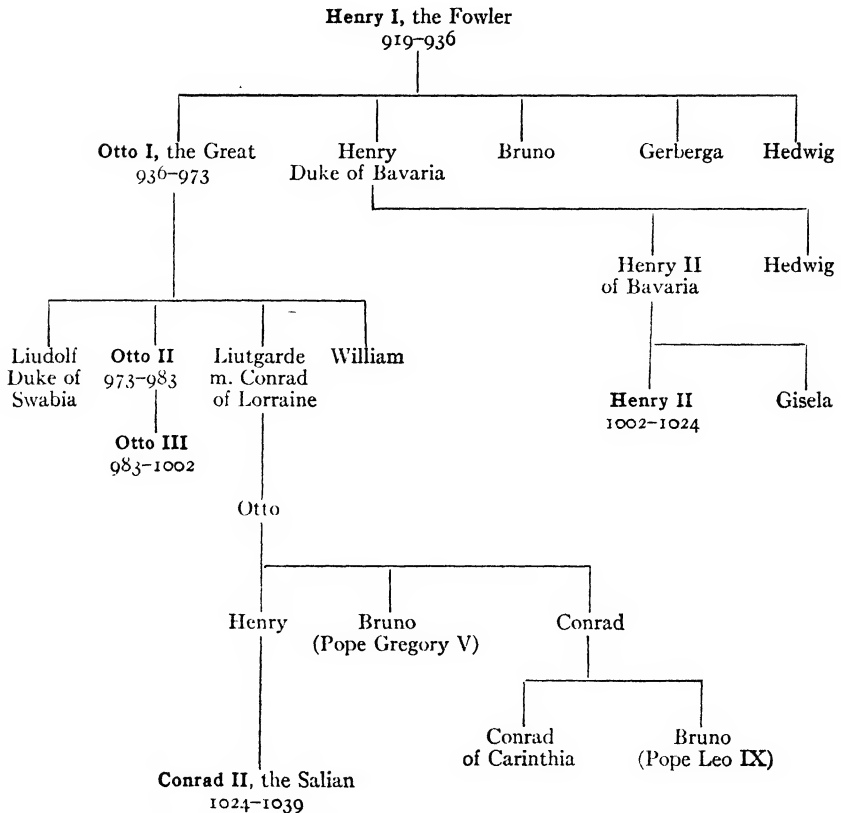 Henry I, the Fowler
919–936
Otto I, the Great
936–973
Henry
Duke of Bavaria
Bruno
Gerberga
Hedwig
Henry II
of Bavaria
Hedwig
Liudolf
Duke of
Swabia
Otto II
973–983
Liutgarde
m. Conrad
of Lorraine
William
Otto III
983–1002
Henry II
1002–1024
Gisela
Otto
Henry
Bruno
(Pope Gregory V)
Conrad
Conrad
of Carinthia
Bruno
(Pope Leo IX)
Conrad II, the Salian
1024–1039